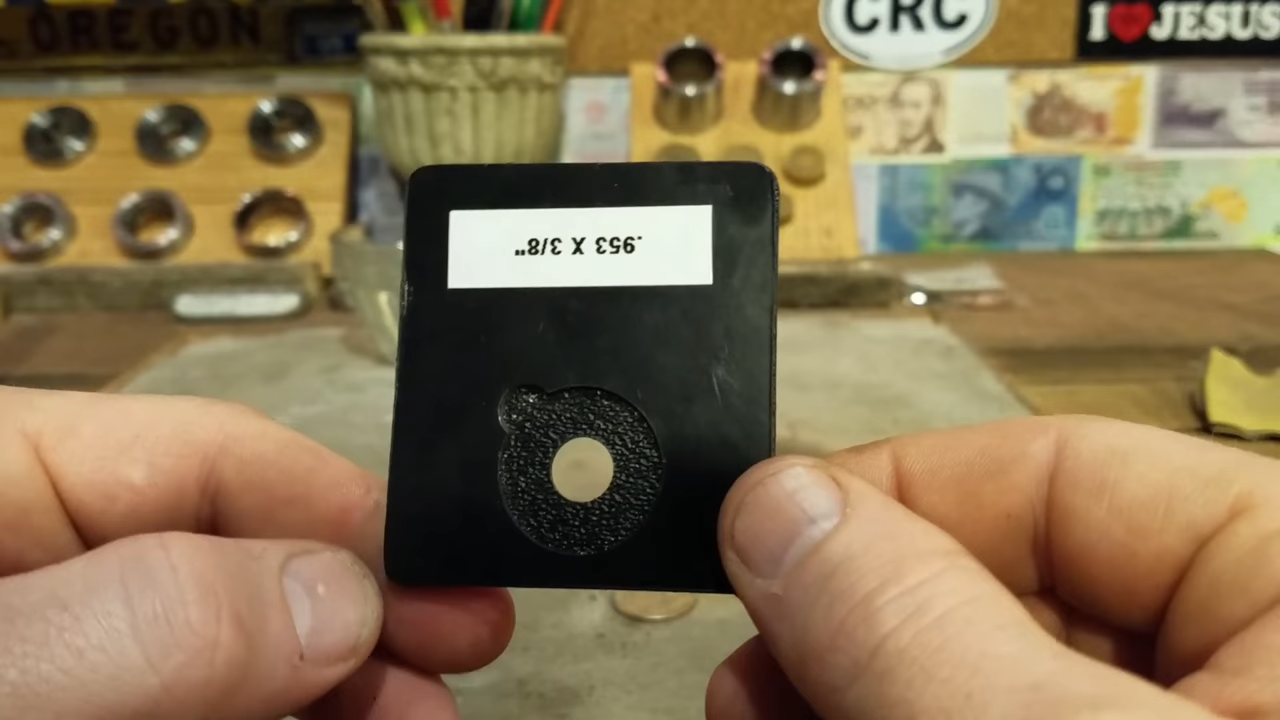 OREGON
CRC
I ❤ JESUS
.953 X 3/8"